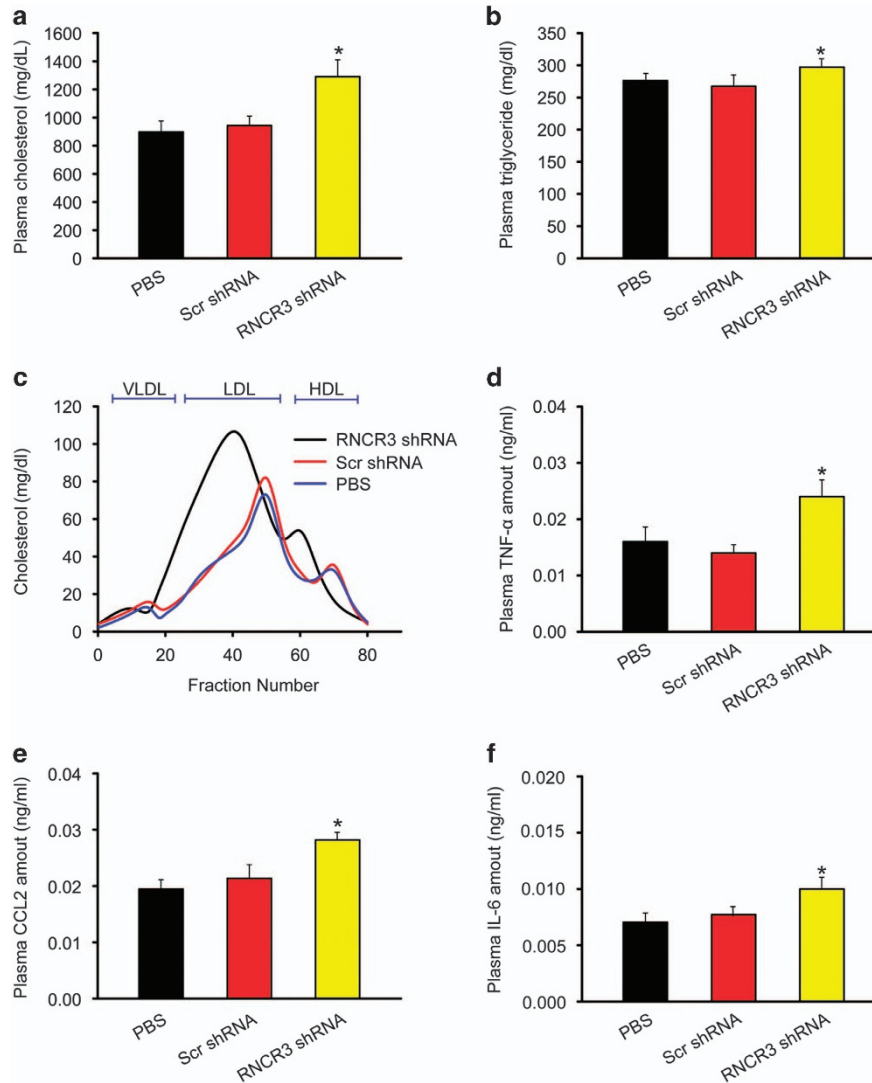 a
Plasma cholesterol (mg/dL)
1600
1400
1200
1000
800
600
400
200
0
*
PBS
Scr shRNA
RNCR3 shRNA
b
Plasma triglyceride (mg/dl)
350
300
250
200
150
100
50
0
*
PBS
Scr shRNA
RNCR3 shRNA
c
VLDL
LDL
HDL
Cholesterol (mg/dl)
120
100
80
60
40
20
0
RNCR3 shRNA
Scr shRNA
PBS
0 20 40 60 80
Fraction Number
d
Plasma TNF-α amout (ng/ml)
0.04
0.03
0.02
0.01
0.00
*
PBS
Scr shRNA
RNCR3 shRNA
e
Plasma CCL2 amout (ng/ml)
0.04
0.03
0.02
0.01
0.00
*
PBS
Scr shRNA
RNCR3 shRNA
f
Plasma IL-6 amout (ng/ml)
0.020
0.015
0.010
0.005
0.000
*
PBS
Scr shRNA
RNCR3 shRNA